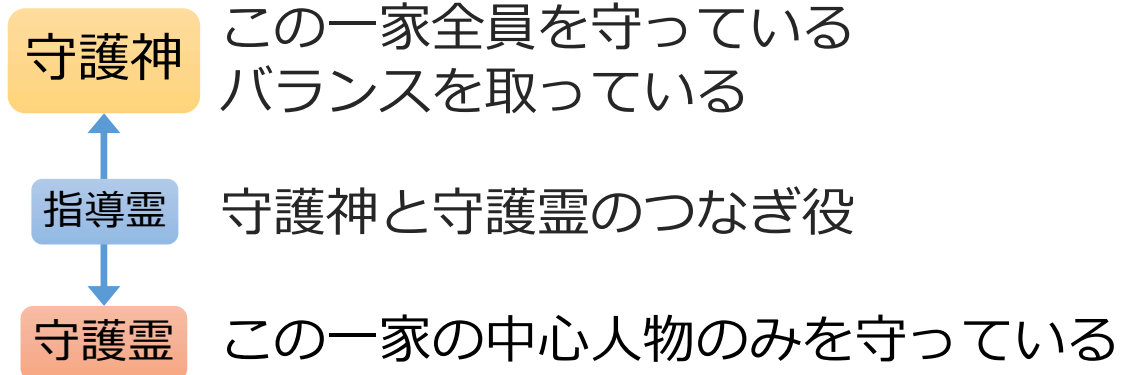 守護神
この一家全員を守っている
バランスを取っている
指導霊
守護神と守護霊のつなぎ役
守護霊
この一家の中心人物のみを守っている